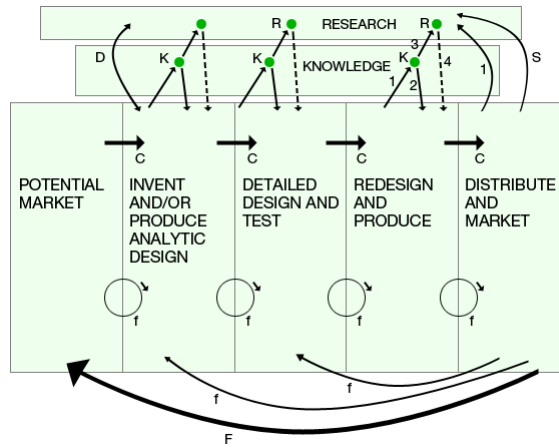 R RESEARCH R
D K KNOWLEDGE K 3 4 S
1 2 1
C C C C
POTENTIAL
MARKET
INVENT
AND/OR
PRODUCE
ANALYTIC
DESIGN
DETAILED
DESIGN AND
TEST
REDESIGN
AND
PRODUCE
DISTRIBUTE
AND
MARKET
f f f f
f
f
F